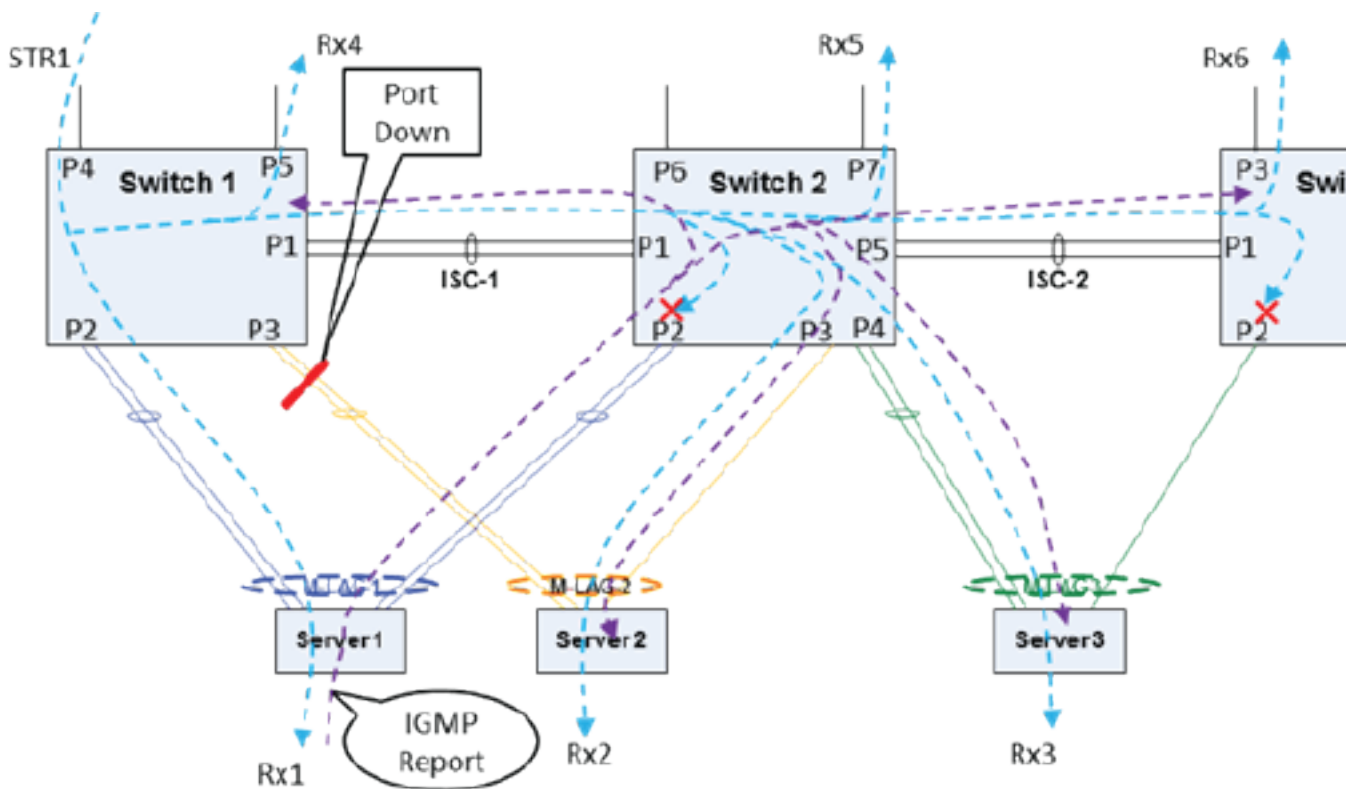 STR1
Rx4
Rx5
Rx6
Port
Down
P4
Switch 1
P5
P6
Switch 2
P7
P3
Swi
P1
ISC-1
P1
P5
ISC-2
P1
P2
P3
P2
P3
P4
P2
M-LAG 2
Server1
Server2
Server3
IGMP
Report
Rx1
Rx2
Rx3